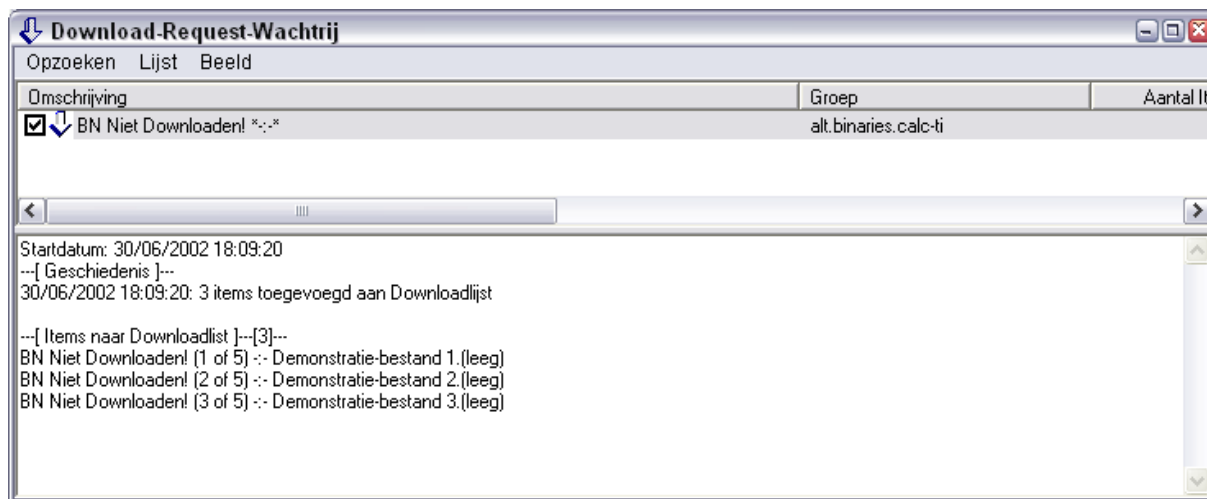 Download-Request-Wachtrij
Opzoeken Lijst Beeld
Omschrijving Groep Aantal It
BN Niet Downloaden! *-:-* alt.binaries.calc-ti
Startdatum: 30/06/2002 18:09:20
---[ Geschiedenis ]---
30/06/2002 18:09:20: 3 items toegevoegd aan Downloadlijst
---[ Items naar Downloadlist ]---[3]---
BN Niet Downloaden! (1 of 5) -:- Demonstratie-bestand 1.(leeg)
BN Niet Downloaden! (2 of 5) -:- Demonstratie-bestand 2.(leeg)
BN Niet Downloaden! (3 of 5) -:- Demonstratie-bestand 3.(leeg)